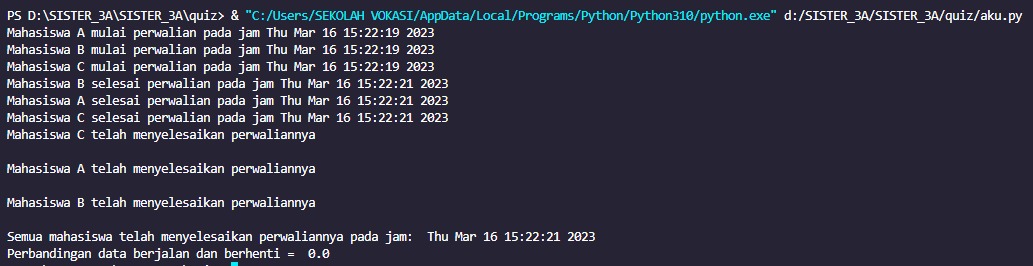 PS D:\SISTER_3A\SISTER_3A\quiz> & "C:/Users/SEKOLAH VOKASI/AppData/Local/Programs/Python/Python310/python.exe" d:/SISTER_3A/SISTER_3A/quiz/aku.py
Mahasiswa A mulai perwalian pada jam Thu Mar 16 15:22:19 2023
Mahasiswa B mulai perwalian pada jam Thu Mar 16 15:22:19 2023
Mahasiswa C mulai perwalian pada jam Thu Mar 16 15:22:19 2023
Mahasiswa B selesai perwalian pada jam Thu Mar 16 15:22:21 2023
Mahasiswa A selesai perwalian pada jam Thu Mar 16 15:22:21 2023
Mahasiswa C selesai perwalian pada jam Thu Mar 16 15:22:21 2023
Mahasiswa C telah menyelesaikan perwaliannya
Mahasiswa A telah menyelesaikan perwaliannya
Mahasiswa B telah menyelesaikan perwaliannya
Semua mahasiswa telah menyelesaikan perwaliannya pada jam:  Thu Mar 16 15:22:21 2023
Perbandingan data berjalan dan berhenti =  0.0